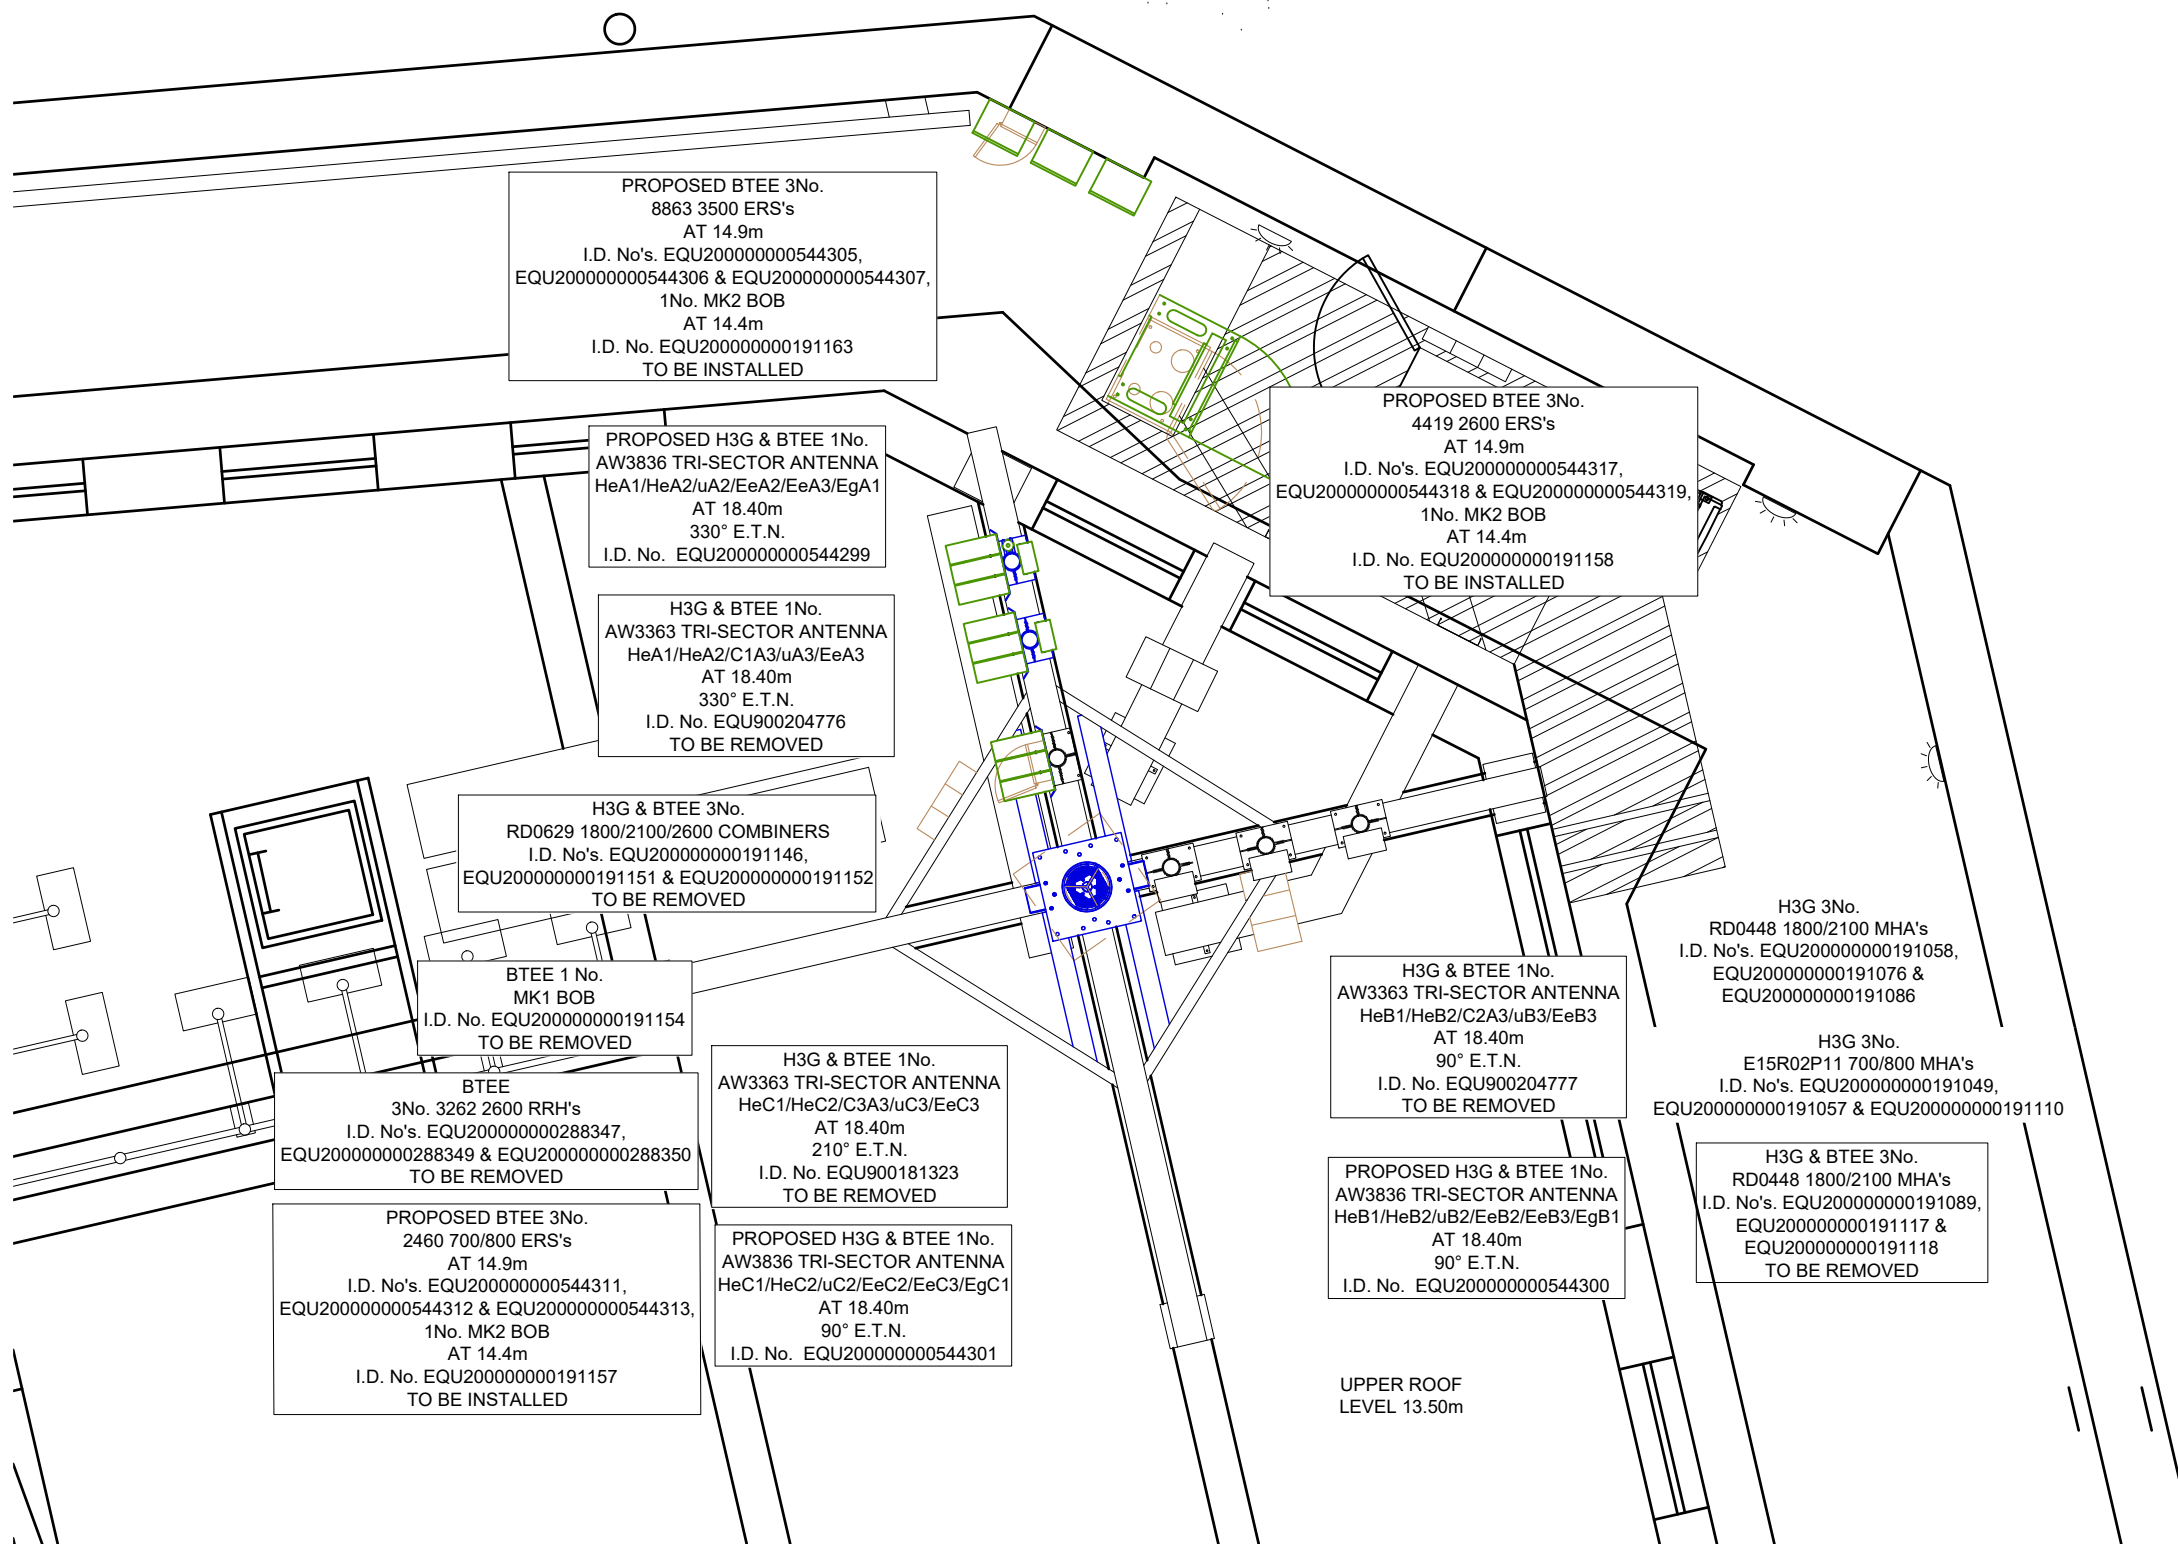 PROPOSED BTEE 3No.
8863 3500 ERS's
AT 14.9m
I.D. No's. EQU200000000544305,
EQU200000000544306 & EQU200000000544307,
1No. MK2 BOB
AT 14.4m
I.D. No. EQU200000000191163
TO BE INSTALLED
PROPOSED BTEE 3No.
4419 2600 ERS's
AT 14.9m
I.D. No's. EQU200000000544317,
EQU200000000544318 & EQU200000000544319,
1No. MK2 BOB
AT 14.4m
I.D. No. EQU200000000191158
TO BE INSTALLED
PROPOSED H3G & BTEE 1No.
AW3836 TRI-SECTOR ANTENNA
HeA1/HeA2/uA2/EeA2/EeA3/EgA1
AT 18.40m
330° E.T.N.
I.D. No. EQU200000000544299
H3G & BTEE 1No.
AW3363 TRI-SECTOR ANTENNA
HeA1/HeA2/C1A3/uA3/EeA3
AT 18.40m
330° E.T.N.
I.D. No. EQU900204776
TO BE REMOVED
H3G & BTEE 3No.
RD0629 1800/2100/2600 COMBINERS
I.D. No's. EQU200000000191146,
EQU200000000191151 & EQU200000000191152
TO BE REMOVED
BTEE 1 No.
MK1 BOB
I.D. No. EQU200000000191154
TO BE REMOVED
BTEE
3No. 3262 2600 RRH's
I.D. No's. EQU200000000288347,
EQU200000000288349 & EQU200000000288350
TO BE REMOVED
PROPOSED BTEE 3No.
2460 700/800 ERS's
AT 14.9m
I.D. No's. EQU200000000544311,
EQU200000000544312 & EQU200000000544313,
1No. MK2 BOB
AT 14.4m
I.D. No. EQU200000000191157
TO BE INSTALLED
H3G & BTEE 1No.
AW3363 TRI-SECTOR ANTENNA
HeC1/HeC2/C3A3/uC3/EeC3
AT 18.40m
210° E.T.N.
I.D. No. EQU900181323
TO BE REMOVED
PROPOSED H3G & BTEE 1No.
AW3836 TRI-SECTOR ANTENNA
HeC1/HeC2/uC2/EeC2/EeC3/EgC1
AT 18.40m
90° E.T.N.
I.D. No. EQU200000000544301
H3G & BTEE 1No.
AW3363 TRI-SECTOR ANTENNA
HeB1/HeB2/C2A3/uB3/EeB3
AT 18.40m
90° E.T.N.
I.D. No. EQU900204777
TO BE REMOVED
PROPOSED H3G & BTEE 1No.
AW3836 TRI-SECTOR ANTENNA
HeB1/HeB2/uB2/EeB2/EeB3/EgB1
AT 18.40m
90° E.T.N.
I.D. No. EQU200000000544300
H3G 3No.
RD0448 1800/2100 MHA's
I.D. No's. EQU200000000191058,
EQU200000000191076 &
EQU200000000191086
H3G 3No.
E15R02P11 700/800 MHA's
I.D. No's. EQU200000000191049,
EQU200000000191057 & EQU200000000191110
H3G & BTEE 3No.
RD0448 1800/2100 MHA's
I.D. No's. EQU200000000191089,
EQU200000000191117 &
EQU200000000191118
TO BE REMOVED
UPPER ROOF
LEVEL 13.50m